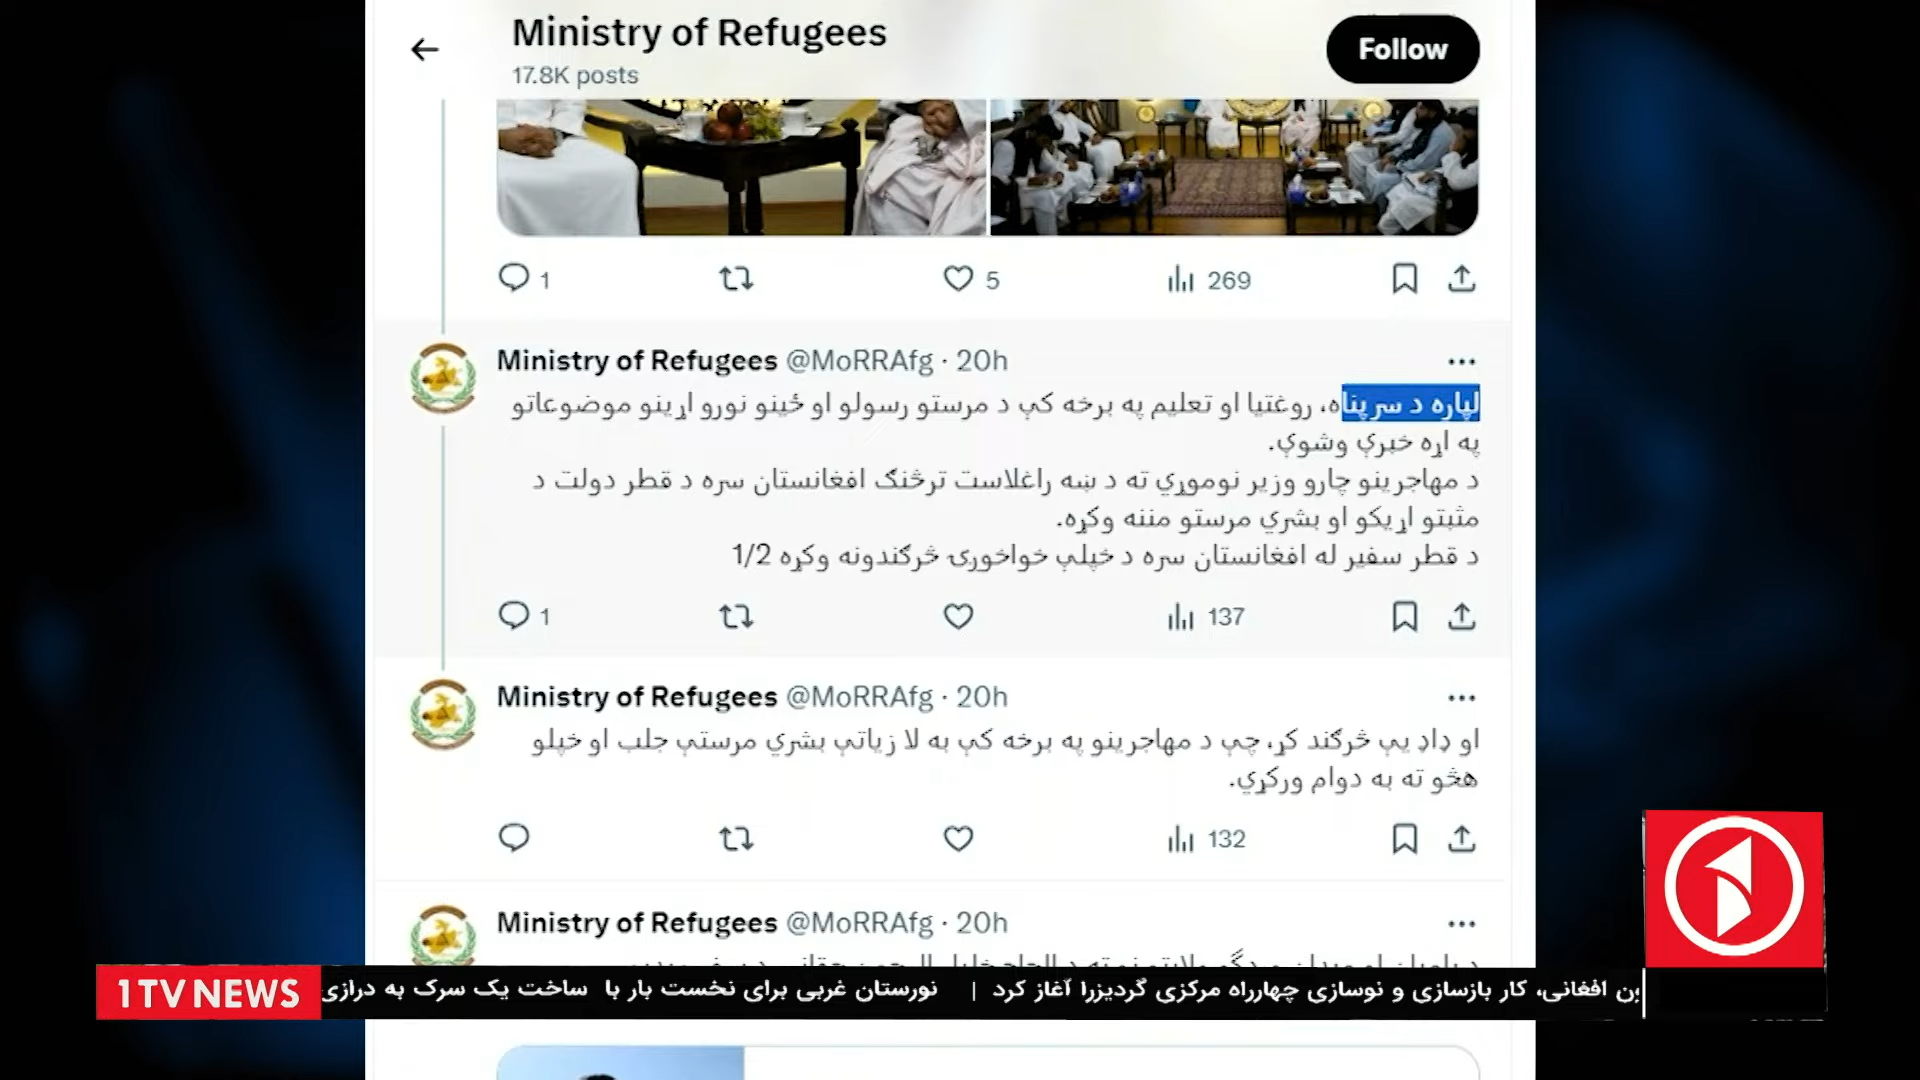 Ministry of Refugees
17.8K posts
Follow
1
5
269
Ministry of Refugees @MoRRAfg · 20h
لپاره د سرپناه، روغتیا او تعلیم په برخه کې د مرستو رسولو او ځینو نورو اړینو موضوعاتو
په اړه خبرې وشوې.
د مهاجرینو چارو وزیر نوموړي ته د ښه راغلاست ترڅنګ افغانستان سره د قطر دولت د
مثبتو اړیکو او بشري مرستو مننه وکړه.
د قطر سفیر له افغانستان سره د خپلې خواخوږۍ څرګندونه وکړه 1/2
1
137
Ministry of Refugees @MoRRAfg · 20h
او ډاډ یې څرګند کړ، چې د مهاجرینو په برخه کې به لا زیاتې بشري مرستې جلب او خپلو
هڅو ته به دوام ورکړي.
132
Ministry of Refugees @MoRRAfg · 20h
1TV NEWS
افغانی، کار بازسازی و نوسازی چهارراه مرکزی گردیزرا آغاز کرد | نورستان غربی برای نخست بار با ساخت یک سرک به درازی